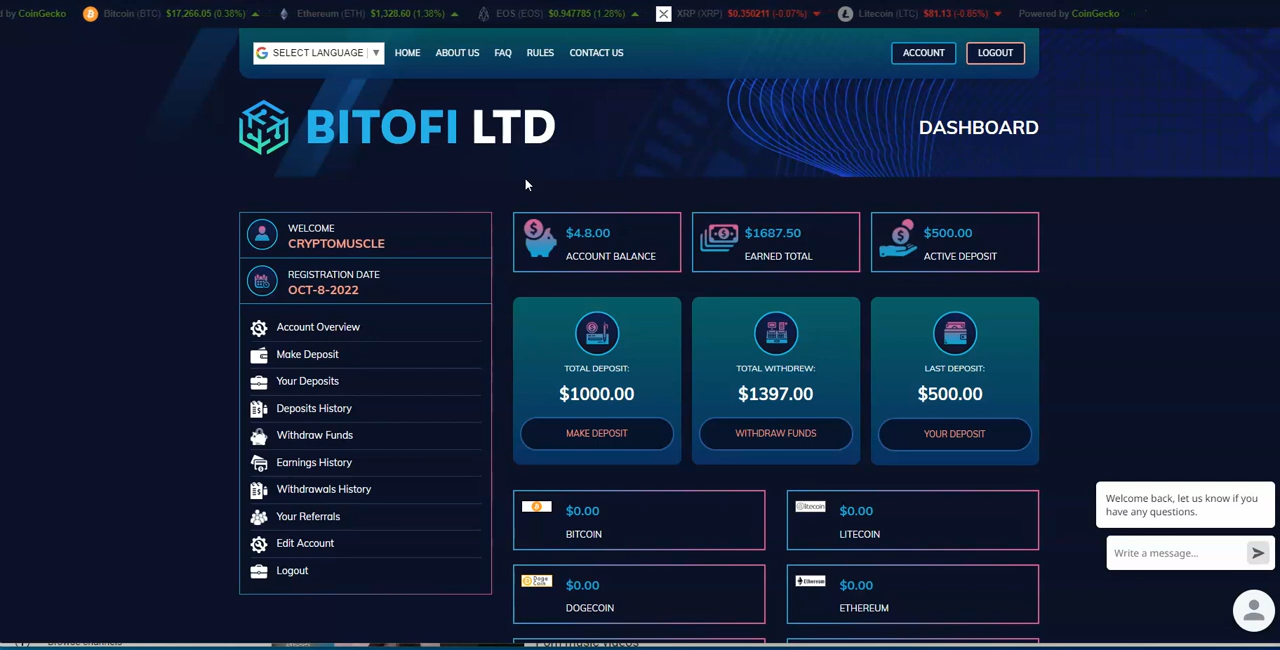 d by CoinGecko Bitcoin (BTC) $17,266.05 (0.38%) Ethereum (ETH) $1,328.60 (1.38%) EOS (EOS) $0.947785 (1.28%) XRP (XRP) $0.350211 (-0.07%) Litecoin (LTC) $81.13 (-0.85%) Powered by CoinGecko
SELECT LANGUAGE HOME ABOUT US FAQ RULES CONTACT US ACCOUNT LOGOUT
BITOFI LTD
DASHBOARD
WELCOME
CRYPTOMUSCLE
REGISTRATION DATE
OCT-8-2022
Account Overview
Make Deposit
Your Deposits
Deposits History
Withdraw Funds
Earnings History
Withdrawals History
Your Referrals
Edit Account
Logout
$4.8.00
ACCOUNT BALANCE
$1687.50
EARNED TOTAL
$500.00
ACTIVE DEPOSIT
TOTAL DEPOSIT:
$1000.00
MAKE DEPOSIT
TOTAL WITHDREW:
$1397.00
WITHDRAW FUNDS
LAST DEPOSIT:
$500.00
YOUR DEPOSIT
$0.00
BITCOIN
litecoin
$0.00
LITECOIN
Doge
Coin
$0.00
DOGECOIN
Ethereum
$0.00
ETHEREUM
Welcome back, let us know if you
have any questions.
Write a message...